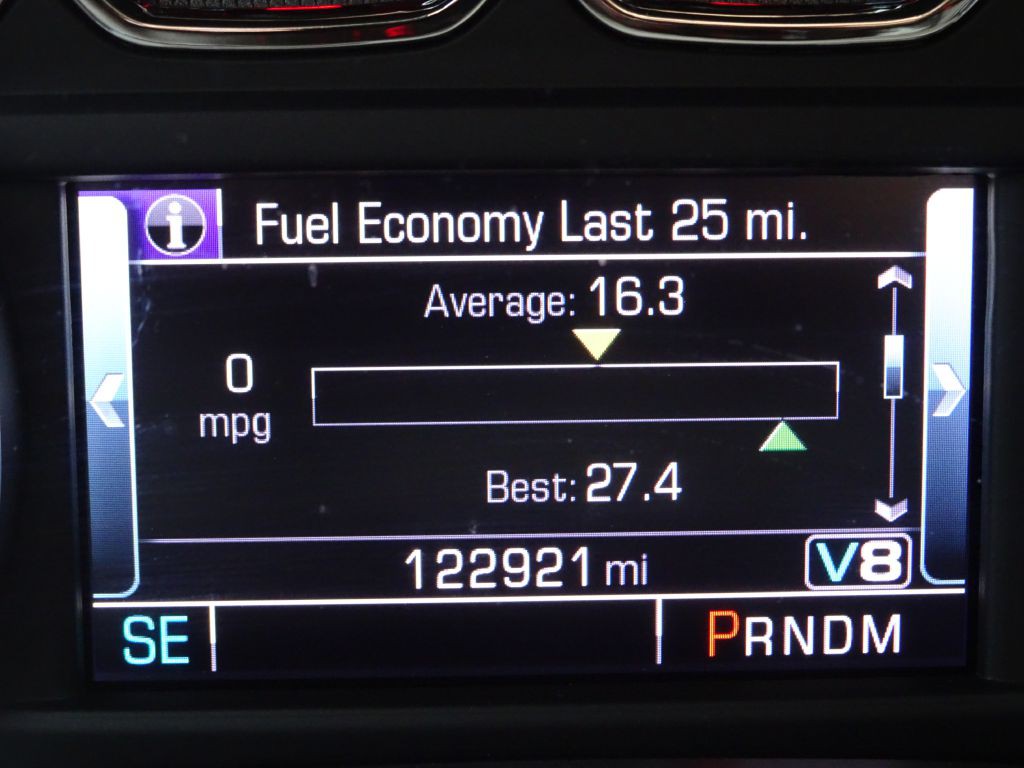 Fuel Economy Last 25 mi.
Average: 16.3
0
mpg
Best: 27.4
122921 mi V8
SE PRNDM